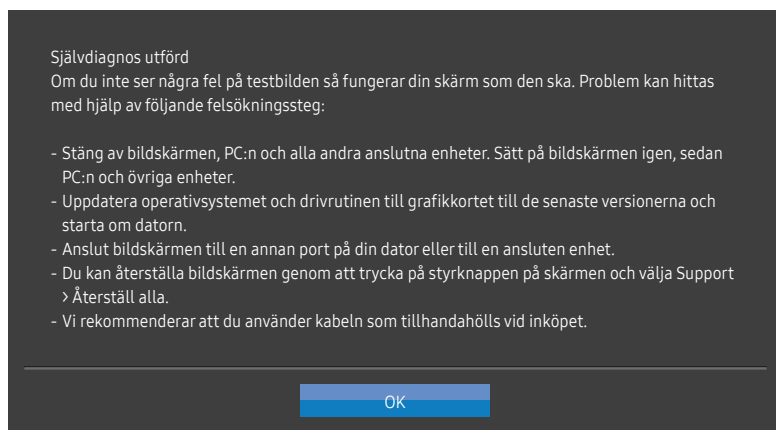 Självdiagnos utförd
Om du inte ser några fel på testbilden så fungerar din skärm som den ska. Problem kan hittas
med hjälp av följande felsökningssteg:
- Stäng av bildskärmen, PC:n och alla andra anslutna enheter. Sätt på bildskärmen igen, sedan
PC:n och övriga enheter.
- Uppdatera operativsystemet och drivrutinen till grafikkortet till de senaste versionerna och
starta om datorn.
- Anslut bildskärmen till en annan port på din dator eller till en ansluten enhet.
- Du kan återställa bildskärmen genom att trycka på styrknappen på skärmen och välja Support
> Återställ alla.
- Vi rekommenderar att du använder kabeln som tillhandahölls vid inköpet.
OK